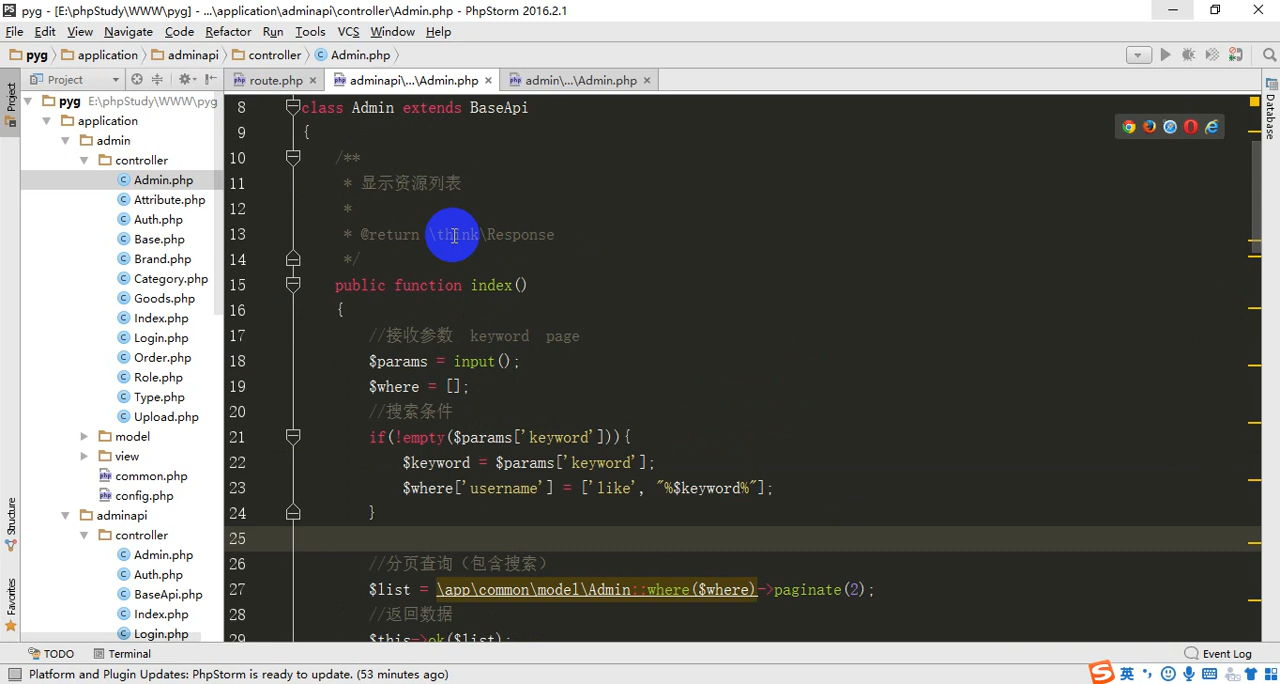 pyg - [E:\phpStudy\WWW\pyg] - ...\application\adminapi\controller\Admin.php - PhpStorm 2016.2.1
File Edit View Navigate Code Refactor Run Tools VCS Window Help
pyg application adminapi controller Admin.php
Project route.php adminapi\...\Admin.php admin\...\Admin.php
Project
Database
Structure
Favorites
pyg E:\phpStudy\WWW\pyg
application
admin
controller
Admin.php
Attribute.php
Auth.php
Base.php
Brand.php
Category.php
Goods.php
Index.php
Login.php
Order.php
Role.php
Type.php
Upload.php
model
view
common.php
config.php
adminapi
controller
Admin.php
Auth.php
BaseApi.php
Index.php
Login.php
8 class Admin extends BaseApi
9 {
10 /**
11 * 显示资源列表
12 *
13 * @return \think\Response
14 */
15 public function index()
16 {
17 //接收参数 keyword page
18 $params = input();
19 $where = [];
20 //搜索条件
21 if(!empty($params['keyword'])){
22 $keyword = $params['keyword'];
23 $where['username'] = ['like', "%$keyword%"];
24 }
25
26 //分页查询（包含搜索）
27 $list = \app\common\model\Admin::where($where)->paginate(2);
28 //返回数据
29 $this->ok($list);
TODO Terminal Event Log
Platform and Plugin Updates: PhpStorm is ready to update. (53 minutes ago)
英